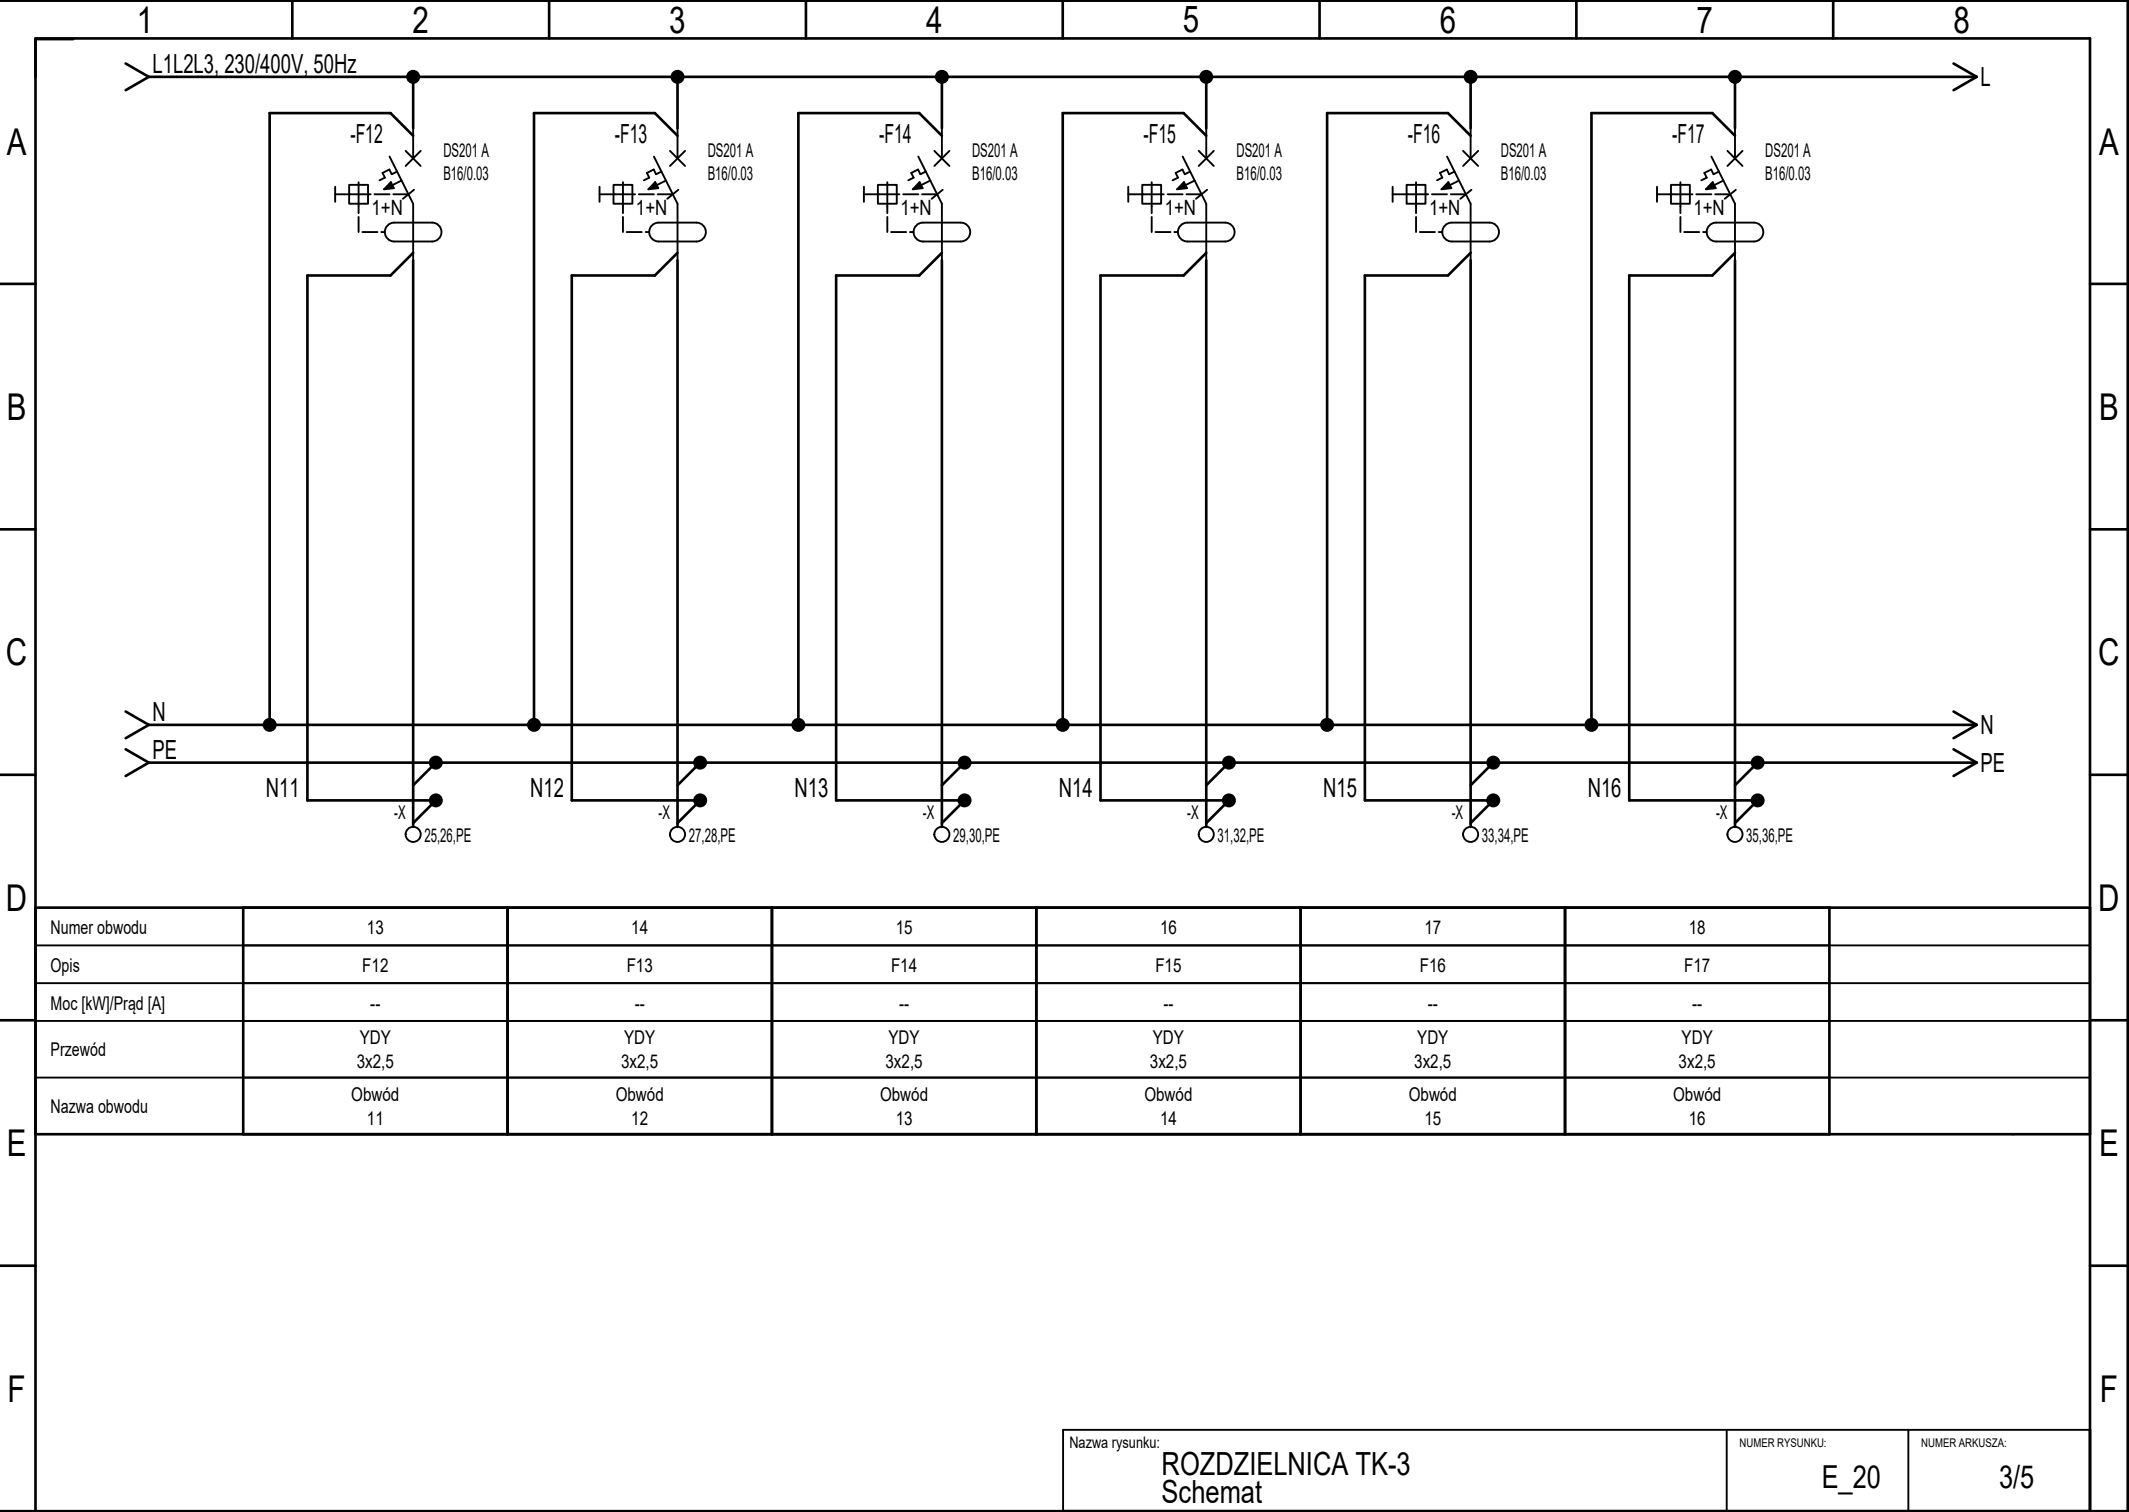 1 2 3 4 5 6 7 8
L1L2L3, 230/400V, 50Hz
L
A A
-F12 -F13 -F14 -F15 -F16 -F17
DS201 A DS201 A DS201 A DS201 A DS201 A DS201 A
B16/0.03 B16/0.03 B16/0.03 B16/0.03 B16/0.03 B16/0.03
1+N 1+N 1+N 1+N 1+N 1+N
B B
C C
N N
PE PE
N11 N12 N13 N14 N15 N16
-X -X -X -X -X -X
25,26,PE 27,28,PE 29,30,PE 31,32,PE 33,34,PE 35,36,PE
D D
Numer obwodu 13 14 15 16 17 18
Opis F12 F13 F14 F15 F16 F17
Moc [kW]/Prąd [A] -- -- -- -- -- --
Przewód YDY YDY YDY YDY YDY YDY
3x2,5 3x2,5 3x2,5 3x2,5 3x2,5 3x2,5
Nazwa obwodu Obwód Obwód Obwód Obwód Obwód Obwód
11 12 13 14 15 16
E E
F F
Nazwa rysunku:
ROZDZIELNICA TK-3
Schemat
NUMER RYSUNKU:
E_20
NUMER ARKUSZA:
3/5